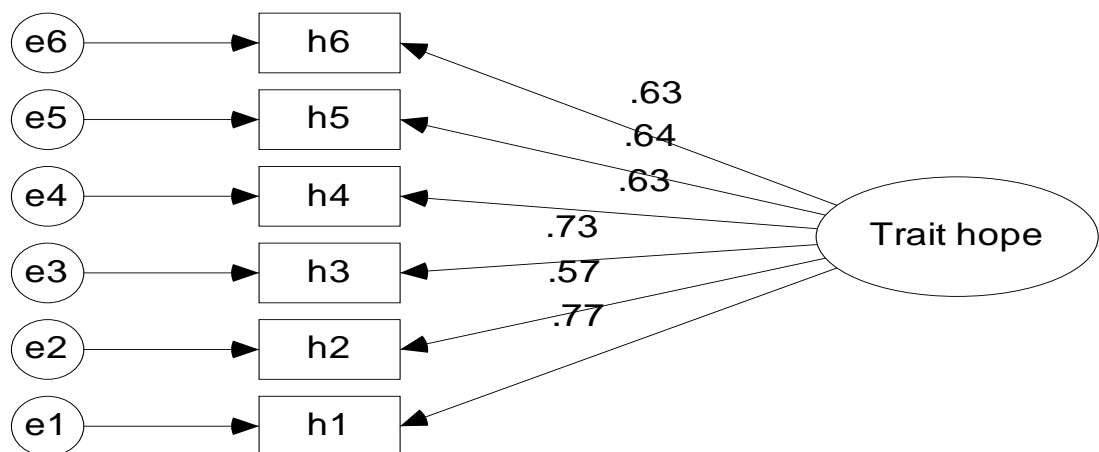 e6 h6
.63
e5 h5
.64
.63
e4 h4
.73
Trait hope
e3 h3
.57
.77
e2 h2
e1 h1